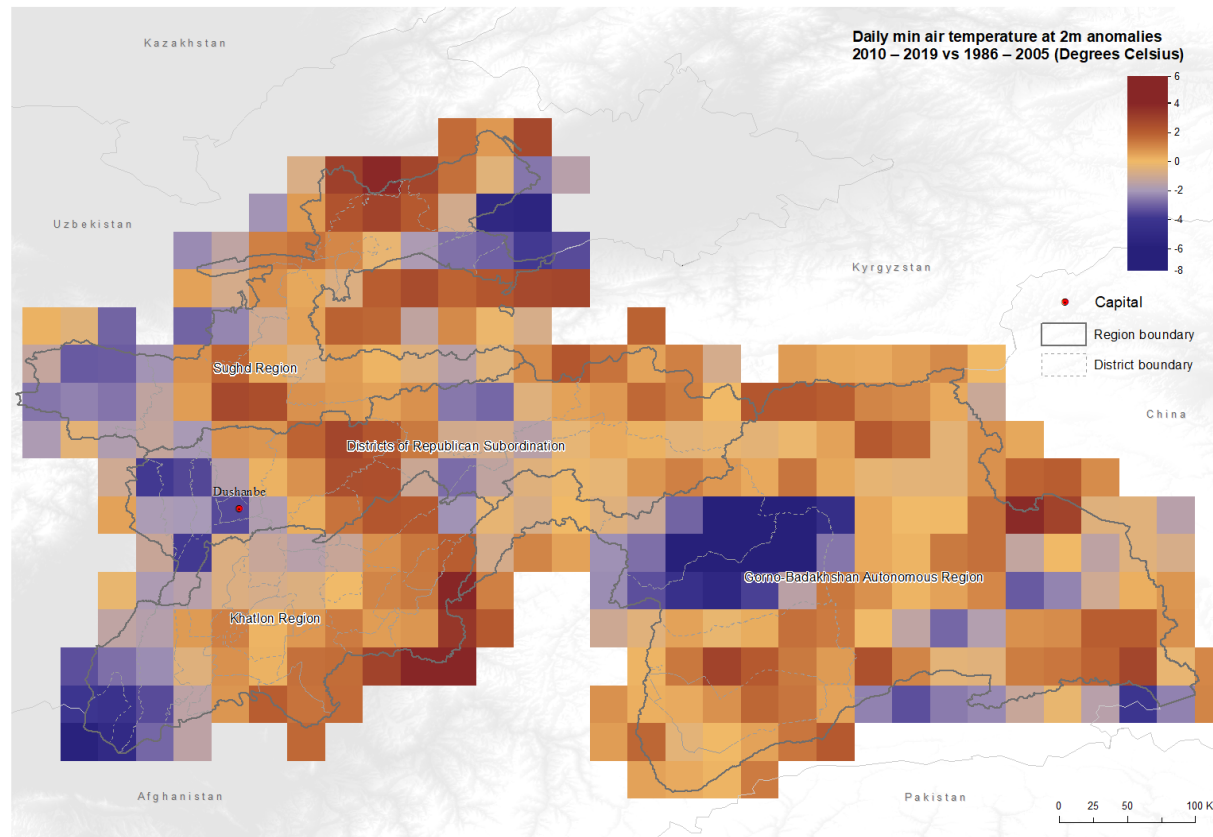 Kazakhstan
Daily min air temperature at 2m anomalies
2010 – 2019 vs 1986 – 2005 (Degrees Celsius)
6
4
2
0
-2
-4
-6
-8
Uzbekistan
Kyrgyzstan
Capital
Region boundary
District boundary
Sughd Region
China
Districts of Republican Subordination
Dushanbe
Gorno-Badakhshan Autonomous Region
Khatlon Region
Afghanistan
Pakistan
0 25 50 100 K